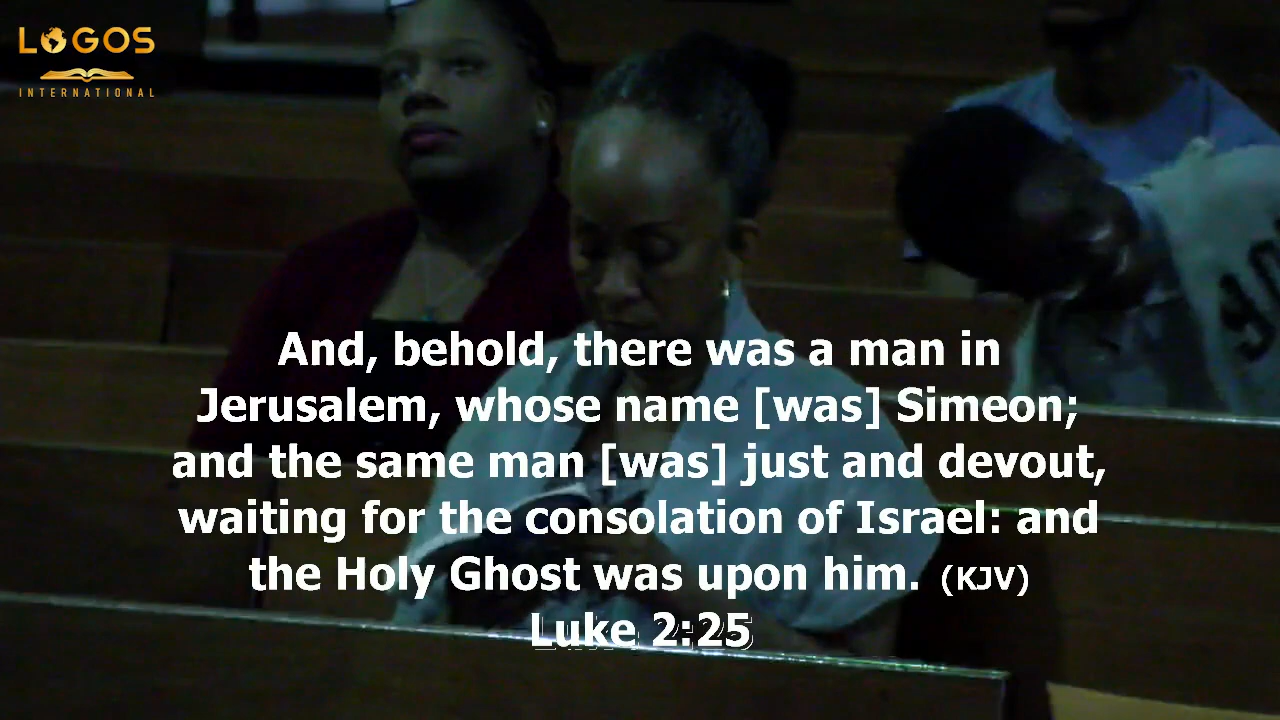 LOGOS
INTERNATIONAL
And, behold, there was a man in
Jerusalem, whose name [was] Simeon;
and the same man [was] just and devout,
waiting for the consolation of Israel: and
the Holy Ghost was upon him. (KJV)
Luke 2:25